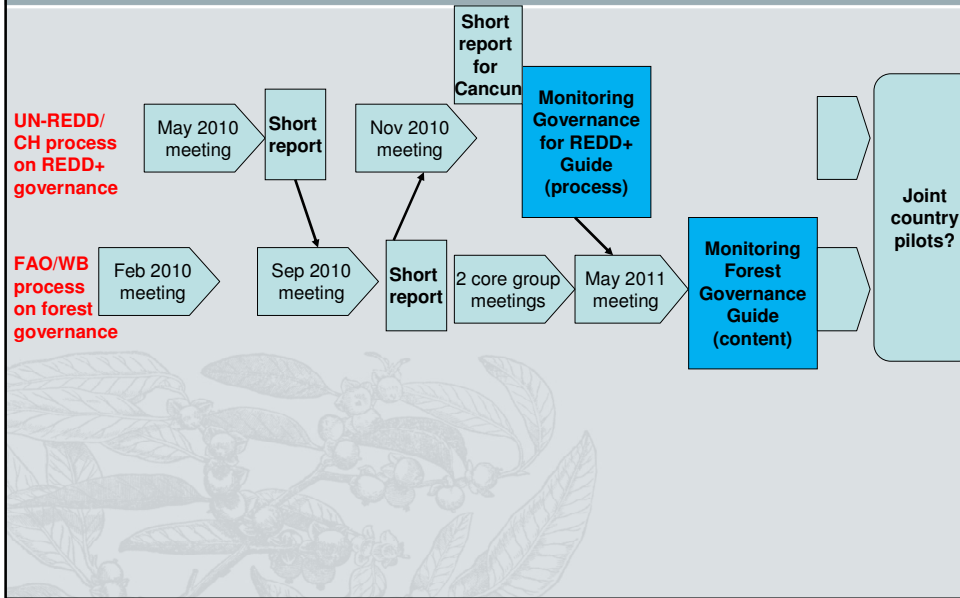 Short
report
for
Cancun
UN-REDD/
CH process
on REDD+
governance
May 2010
meeting
Short
report
Nov 2010
meeting
Monitoring
Governance
for REDD+
Guide
(process)
Joint
country
pilots?
FAO/WB
process
on forest
governance
Feb 2010
meeting
Sep 2010
meeting
Short
report
2 core group
meetings
May 2011
meeting
Monitoring
Forest
Governance
Guide
(content)